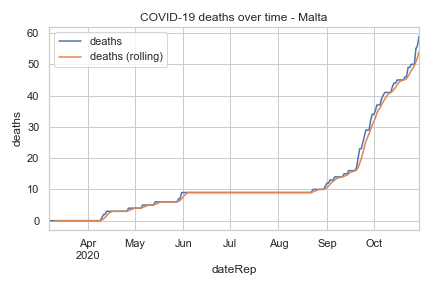 COVID-19 deaths over time - Malta
deaths
deaths (rolling)
60
50
40
30
20
10
0
deaths
Apr
2020
May
Jun
Jul
Aug
Sep
Oct
dateRep